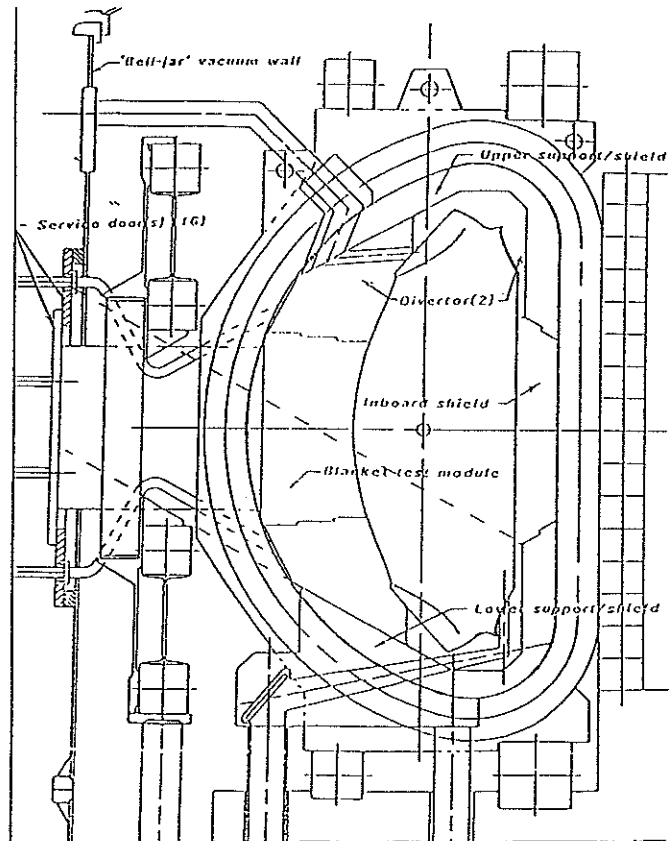 'Bell-jar' vacuum wall
Upper support/shield
Service door(s) (6)
Divertor(2)
Inboard shield
Blanket test module
Lower support/shield